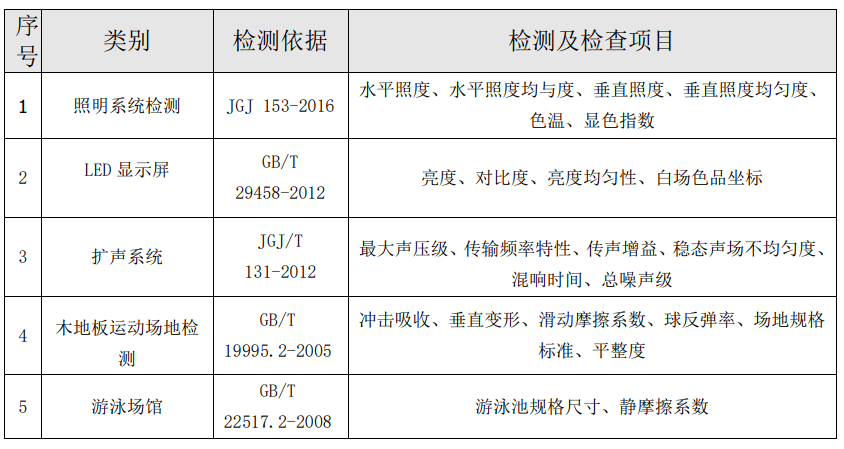 序号 类别 检测依据 检测及检查项目
1 照明系统检测 JGJ 153-2016 水平照度、水平照度均与度、垂直照度、垂直照度均匀度、
色温、显色指数
2 LED 显示屏 GB/T
29458-2012 亮度、对比度、亮度均匀性、白场色品坐标
3 扩声系统 JGJ/T
131-2012 最大声压级、传输频率特性、传声增益、稳态声场不均匀度、
混响时间、总噪声级
4 木地板运动场地检
测 GB/T
19995.2-2005 冲击吸收、垂直变形、滑动摩擦系数、球反弹率、场地规格
标准、平整度
5 游泳场馆 GB/T
22517.2-2008 游泳池规格尺寸、静摩擦系数